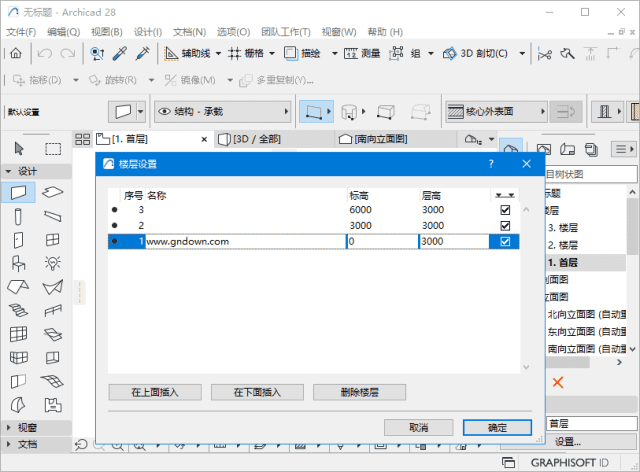 无标题 - Archicad 28
文件(F) 编辑(Q) 视图(B) 设计(I) 文档(N) 选项(O) 团队工作(T) 视窗(W) 帮助 (H)
辅助线 栅格 描绘 测量 组 3D 剖切(C)
拖移(D) 旋转(R) 镜像(M) 多重复制(Y)...
默认设置 结构 - 承载 核心外表面
[1. 首层] [3D / 全部] [南向立面图]
设计
视窗
文档
楼层设置 ?
序号 名称 标高 层高
3 6000 3000
2 3000 3000
1 www.gndown.com 0 3000
在上面插入 在下面插入 删除楼层
取消 确定
目树状图
标题
楼层
3. 楼层
2. 楼层
1. 首层
剖面图
立面图
北向立面图 (自动重
东向立面图 (自动重
南向立面图 (自动重
首层
设置...
GRAPHISOFT ID